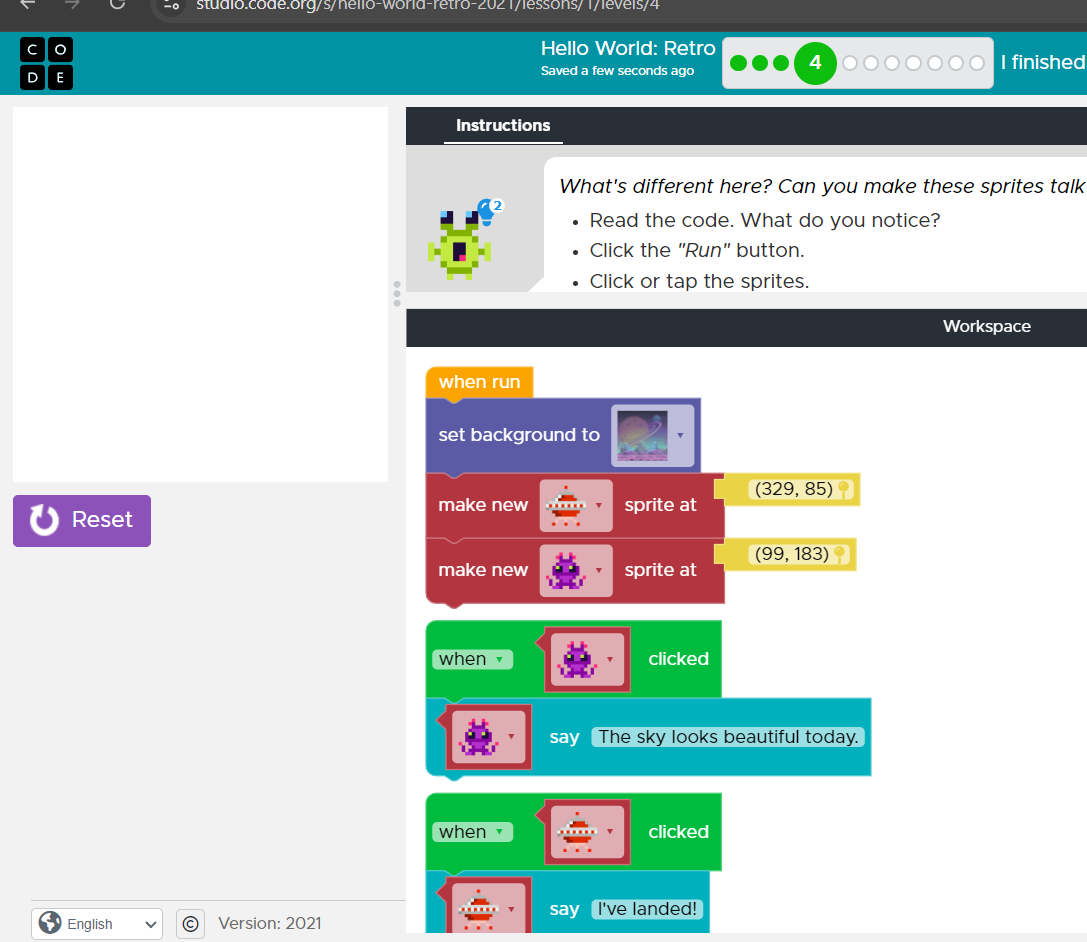 studio.code.org/s/hello-world-retro-2021/lessons/1/levels/4
C O
D E
Hello World: Retro
Saved a few seconds ago
4
I finished
Instructions
2
What's different here? Can you make these sprites talk
• Read the code. What do you notice?
• Click the "Run" button.
• Click or tap the sprites.
Workspace
when run
set background to
make new sprite at (329, 85)
make new sprite at (99, 183)
Reset
when clicked
say The sky looks beautiful today.
when clicked
say I've landed!
English
©
Version: 2021